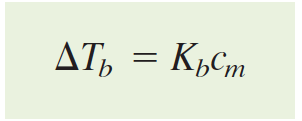 ΔT_b = K_b c_m